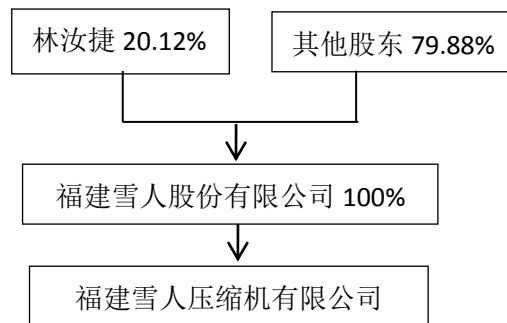 林汝捷 20.12%
其他股东 79.88%
福建雪人股份有限公司 100%
福建雪人压缩机有限公司